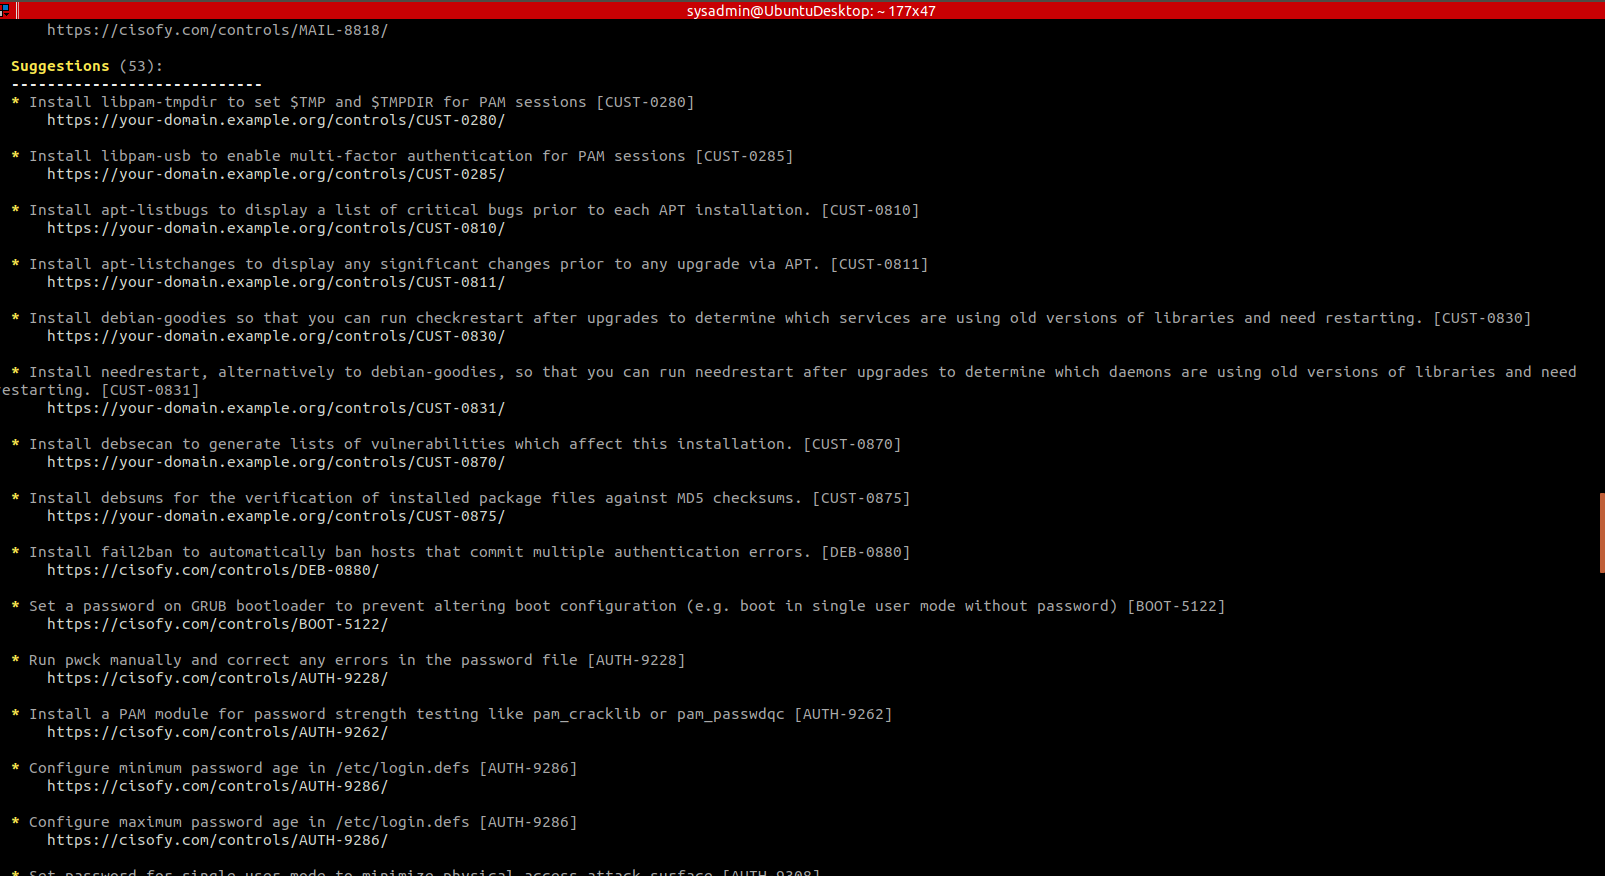 sysadmin@UbuntuDesktop: ~ 177x47
https://cisofy.com/controls/MAIL-8818/
Suggestions (53):
----------------------------
* Install libpam-tmpdir to set $TMP and $TMPDIR for PAM sessions [CUST-0280]
https://your-domain.example.org/controls/CUST-0280/
* Install libpam-usb to enable multi-factor authentication for PAM sessions [CUST-0285]
https://your-domain.example.org/controls/CUST-0285/
* Install apt-listbugs to display a list of critical bugs prior to each APT installation. [CUST-0810]
https://your-domain.example.org/controls/CUST-0810/
* Install apt-listchanges to display any significant changes prior to any upgrade via APT. [CUST-0811]
https://your-domain.example.org/controls/CUST-0811/
* Install debian-goodies so that you can run checkrestart after upgrades to determine which services are using old versions of libraries and need restarting. [CUST-0830]
https://your-domain.example.org/controls/CUST-0830/
* Install needrestart, alternatively to debian-goodies, so that you can run needrestart after upgrades to determine which daemons are using old versions of libraries and need
restarting. [CUST-0831]
https://your-domain.example.org/controls/CUST-0831/
* Install debsecan to generate lists of vulnerabilities which affect this installation. [CUST-0870]
https://your-domain.example.org/controls/CUST-0870/
* Install debsums for the verification of installed package files against MD5 checksums. [CUST-0875]
https://your-domain.example.org/controls/CUST-0875/
* Install fail2ban to automatically ban hosts that commit multiple authentication errors. [DEB-0880]
https://cisofy.com/controls/DEB-0880/
* Set a password on GRUB bootloader to prevent altering boot configuration (e.g. boot in single user mode without password) [BOOT-5122]
https://cisofy.com/controls/BOOT-5122/
* Run pwck manually and correct any errors in the password file [AUTH-9228]
https://cisofy.com/controls/AUTH-9228/
* Install a PAM module for password strength testing like pam_cracklib or pam_passwdqc [AUTH-9262]
https://cisofy.com/controls/AUTH-9262/
* Configure minimum password age in /etc/login.defs [AUTH-9286]
https://cisofy.com/controls/AUTH-9286/
* Configure maximum password age in /etc/login.defs [AUTH-9286]
https://cisofy.com/controls/AUTH-9286/
* Set password for single user mode to minimize physical access attack surface [AUTH-9308]